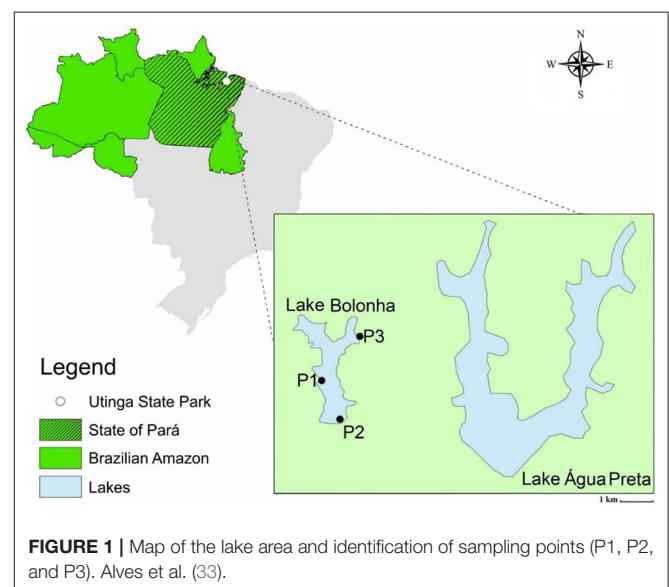 N
W E
S
Lake Bolonha
P3
P1
P2
Lake Água Preta
1 km
Legend
Utinga State Park
State of Pará
Brazilian Amazon
Lakes
FIGURE 1 | Map of the lake area and identification of sampling points (P1, P2,
and P3). Alves et al. (33).